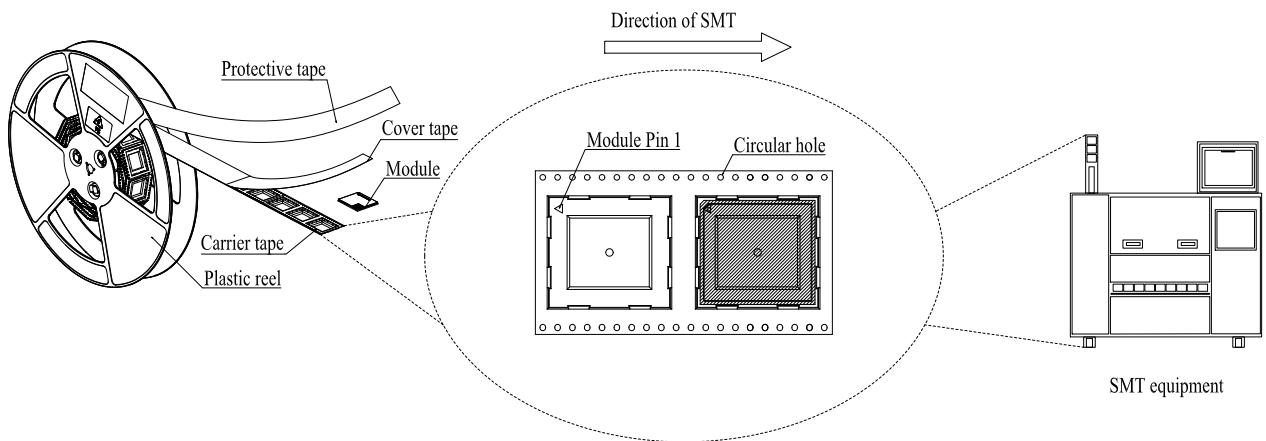 Direction of SMT
Protective tape
Cover tape
Module
Carrier tape
Plastic reel
Module Pin 1
Circular hole
SMT equipment